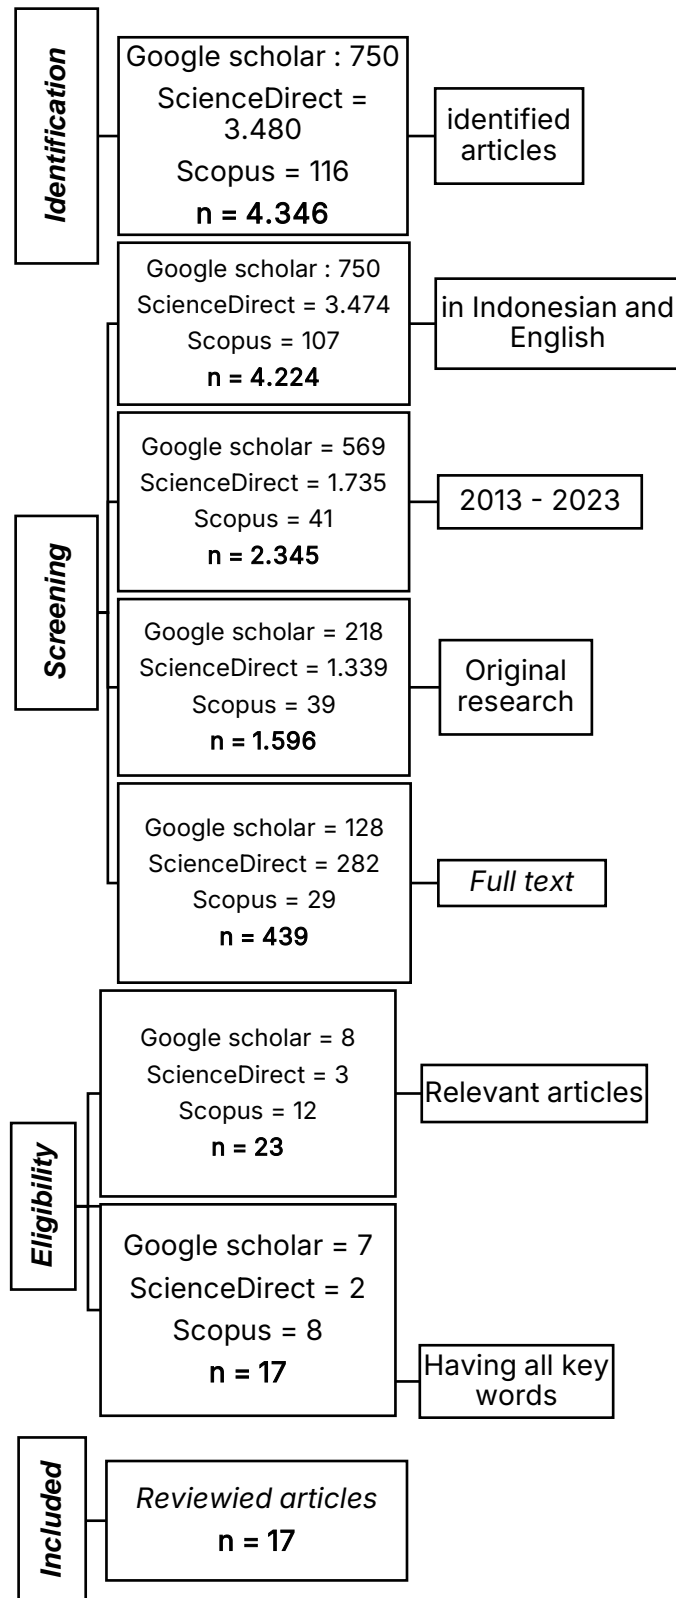 Identification
Google scholar : 750
ScienceDirect =
3.480
Scopus = 116
n = 4.346
identified
articles
Screening
Google scholar : 750
ScienceDirect = 3.474
Scopus = 107
n = 4.224
in Indonesian and
English
Google scholar = 569
ScienceDirect = 1.735
Scopus = 41
n = 2.345
2013 - 2023
Google scholar = 218
ScienceDirect = 1.339
Scopus = 39
n = 1.596
Original
research
Google scholar = 128
ScienceDirect = 282
Scopus = 29
n = 439
Full text
Eligibility
Google scholar = 8
ScienceDirect = 3
Scopus = 12
n = 23
Relevant articles
Google scholar = 7
ScienceDirect = 2
Scopus = 8
n = 17
Having all key
words
Included
Reviewied articles
n = 17